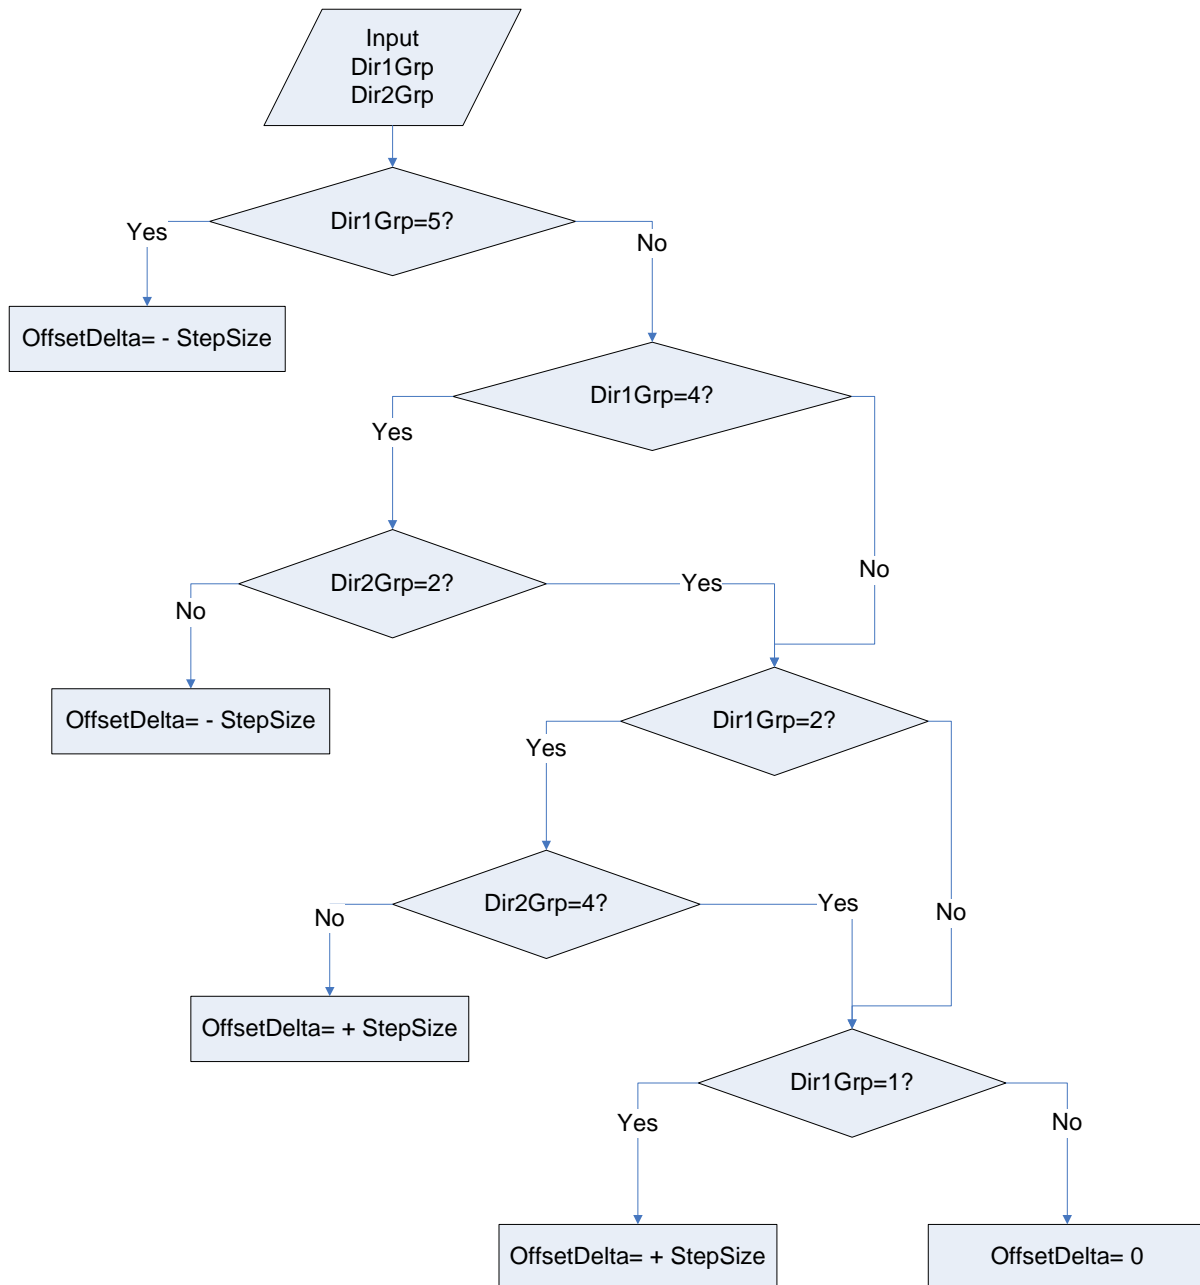 Input
Dir1Grp
Dir2Grp
Dir1Grp=5?
Yes
No
OffsetDelta= - StepSize
Dir1Grp=4?
Yes
No
Dir2Grp=2?
Yes
No
OffsetDelta= - StepSize
Dir1Grp=2?
Yes
No
Dir2Grp=4?
Yes
No
OffsetDelta= + StepSize
Dir1Grp=1?
Yes
No
OffsetDelta= + StepSize
OffsetDelta= 0